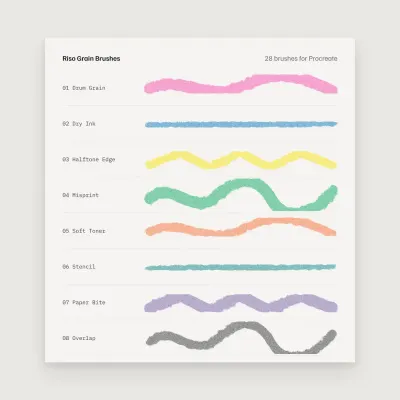 Riso Grain Brushes
28 brushes for Procreate
01 Drum Grain
02 Dry Ink
03 Halftone Edge
04 Misprint
05 Soft Toner
06 Stencil
07 Paper Bite
08 Overlap